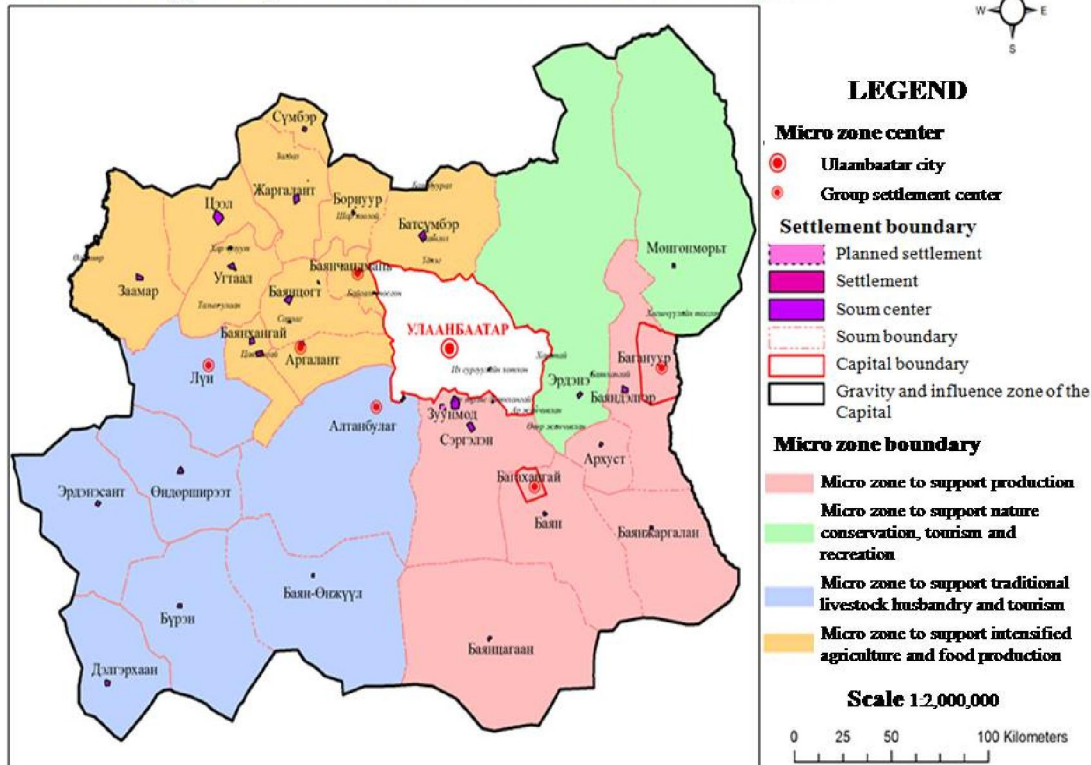 W
E
S
LEGEND
Micro zone center
Ulaanbaatar city
Group settlement center
Settlement boundary
Planned settlement
Settlement
Soum center
Soum boundary
Capital boundary
Gravity and influence zone of the
Capital
Micro zone boundary
Micro zone to support production
Micro zone to support nature
conservation, tourism and
recreation
Micro zone to support traditional
livestock husbandry and tourism
Micro zone to support intensified
agriculture and food production
Scale 1:2,000,000
0 25 50 100 Kilometers
Сүмбэр
Жаргалант
Цээл
Борнуур
Батсүмбэр
Мөнгөнморьт
Угтаал
Баянчандмань
Заамар
Баянцогт
УЛААНБААТАР
Баянхангай
Аргалант
Лүн
Багануур
Эрдэнэ
Баяндэлгэр
Алтанбулаг
Зуунмод
Сэргэлэн
Архуст
Эрдэнэсант
Өндөрширээт
Багахангай
Баян
Баянжаргалан
Баян-Өнжүүл
Бүрэн
Баянцагаан
Дэлгэрхаан